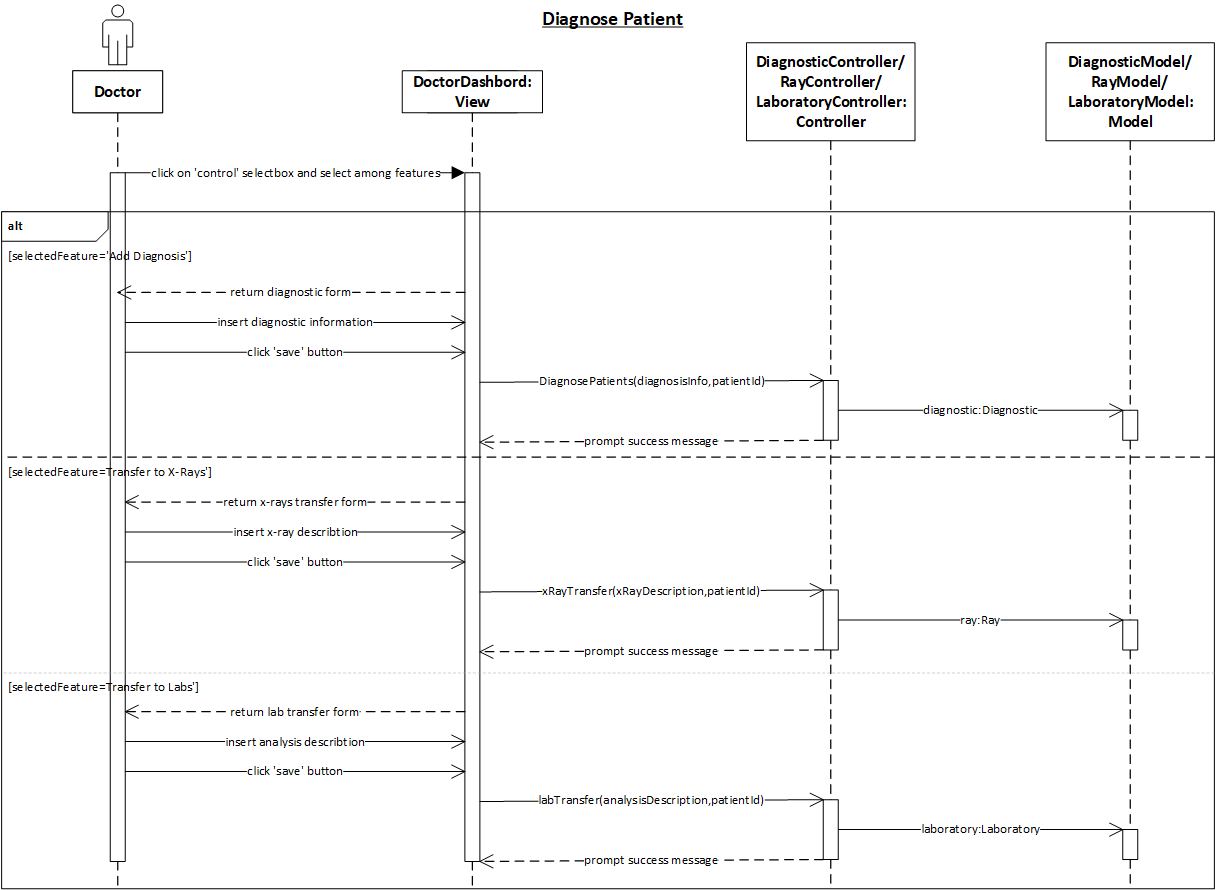 Diagnose Patient
Doctor
DoctorDashbord:
View
DiagnosticController/
RayController/
LaboratoryController:
Controller
DiagnosticModel/
RayModel/
LaboratoryModel:
Model
click on 'control' selectbox and select among features
alt
[selectedFeature='Add Diagnosis']
return diagnostic form
insert diagnostic information
click 'save' button
DiagnosePatients(diagnosisInfo,patientId)
diagnostic:Diagnostic
prompt success message
[selectedFeature=Transfer to X-Rays']
return x-rays transfer form
insert x-ray describtion
click 'save' button
xRayTransfer(xRayDescription,patientId)
ray:Ray
prompt success message
[selectedFeature=Transfer to Labs']
return lab transfer form
insert analysis describtion
click 'save' button
labTransfer(analysisDescription,patientId)
laboratory:Laboratory
prompt success message